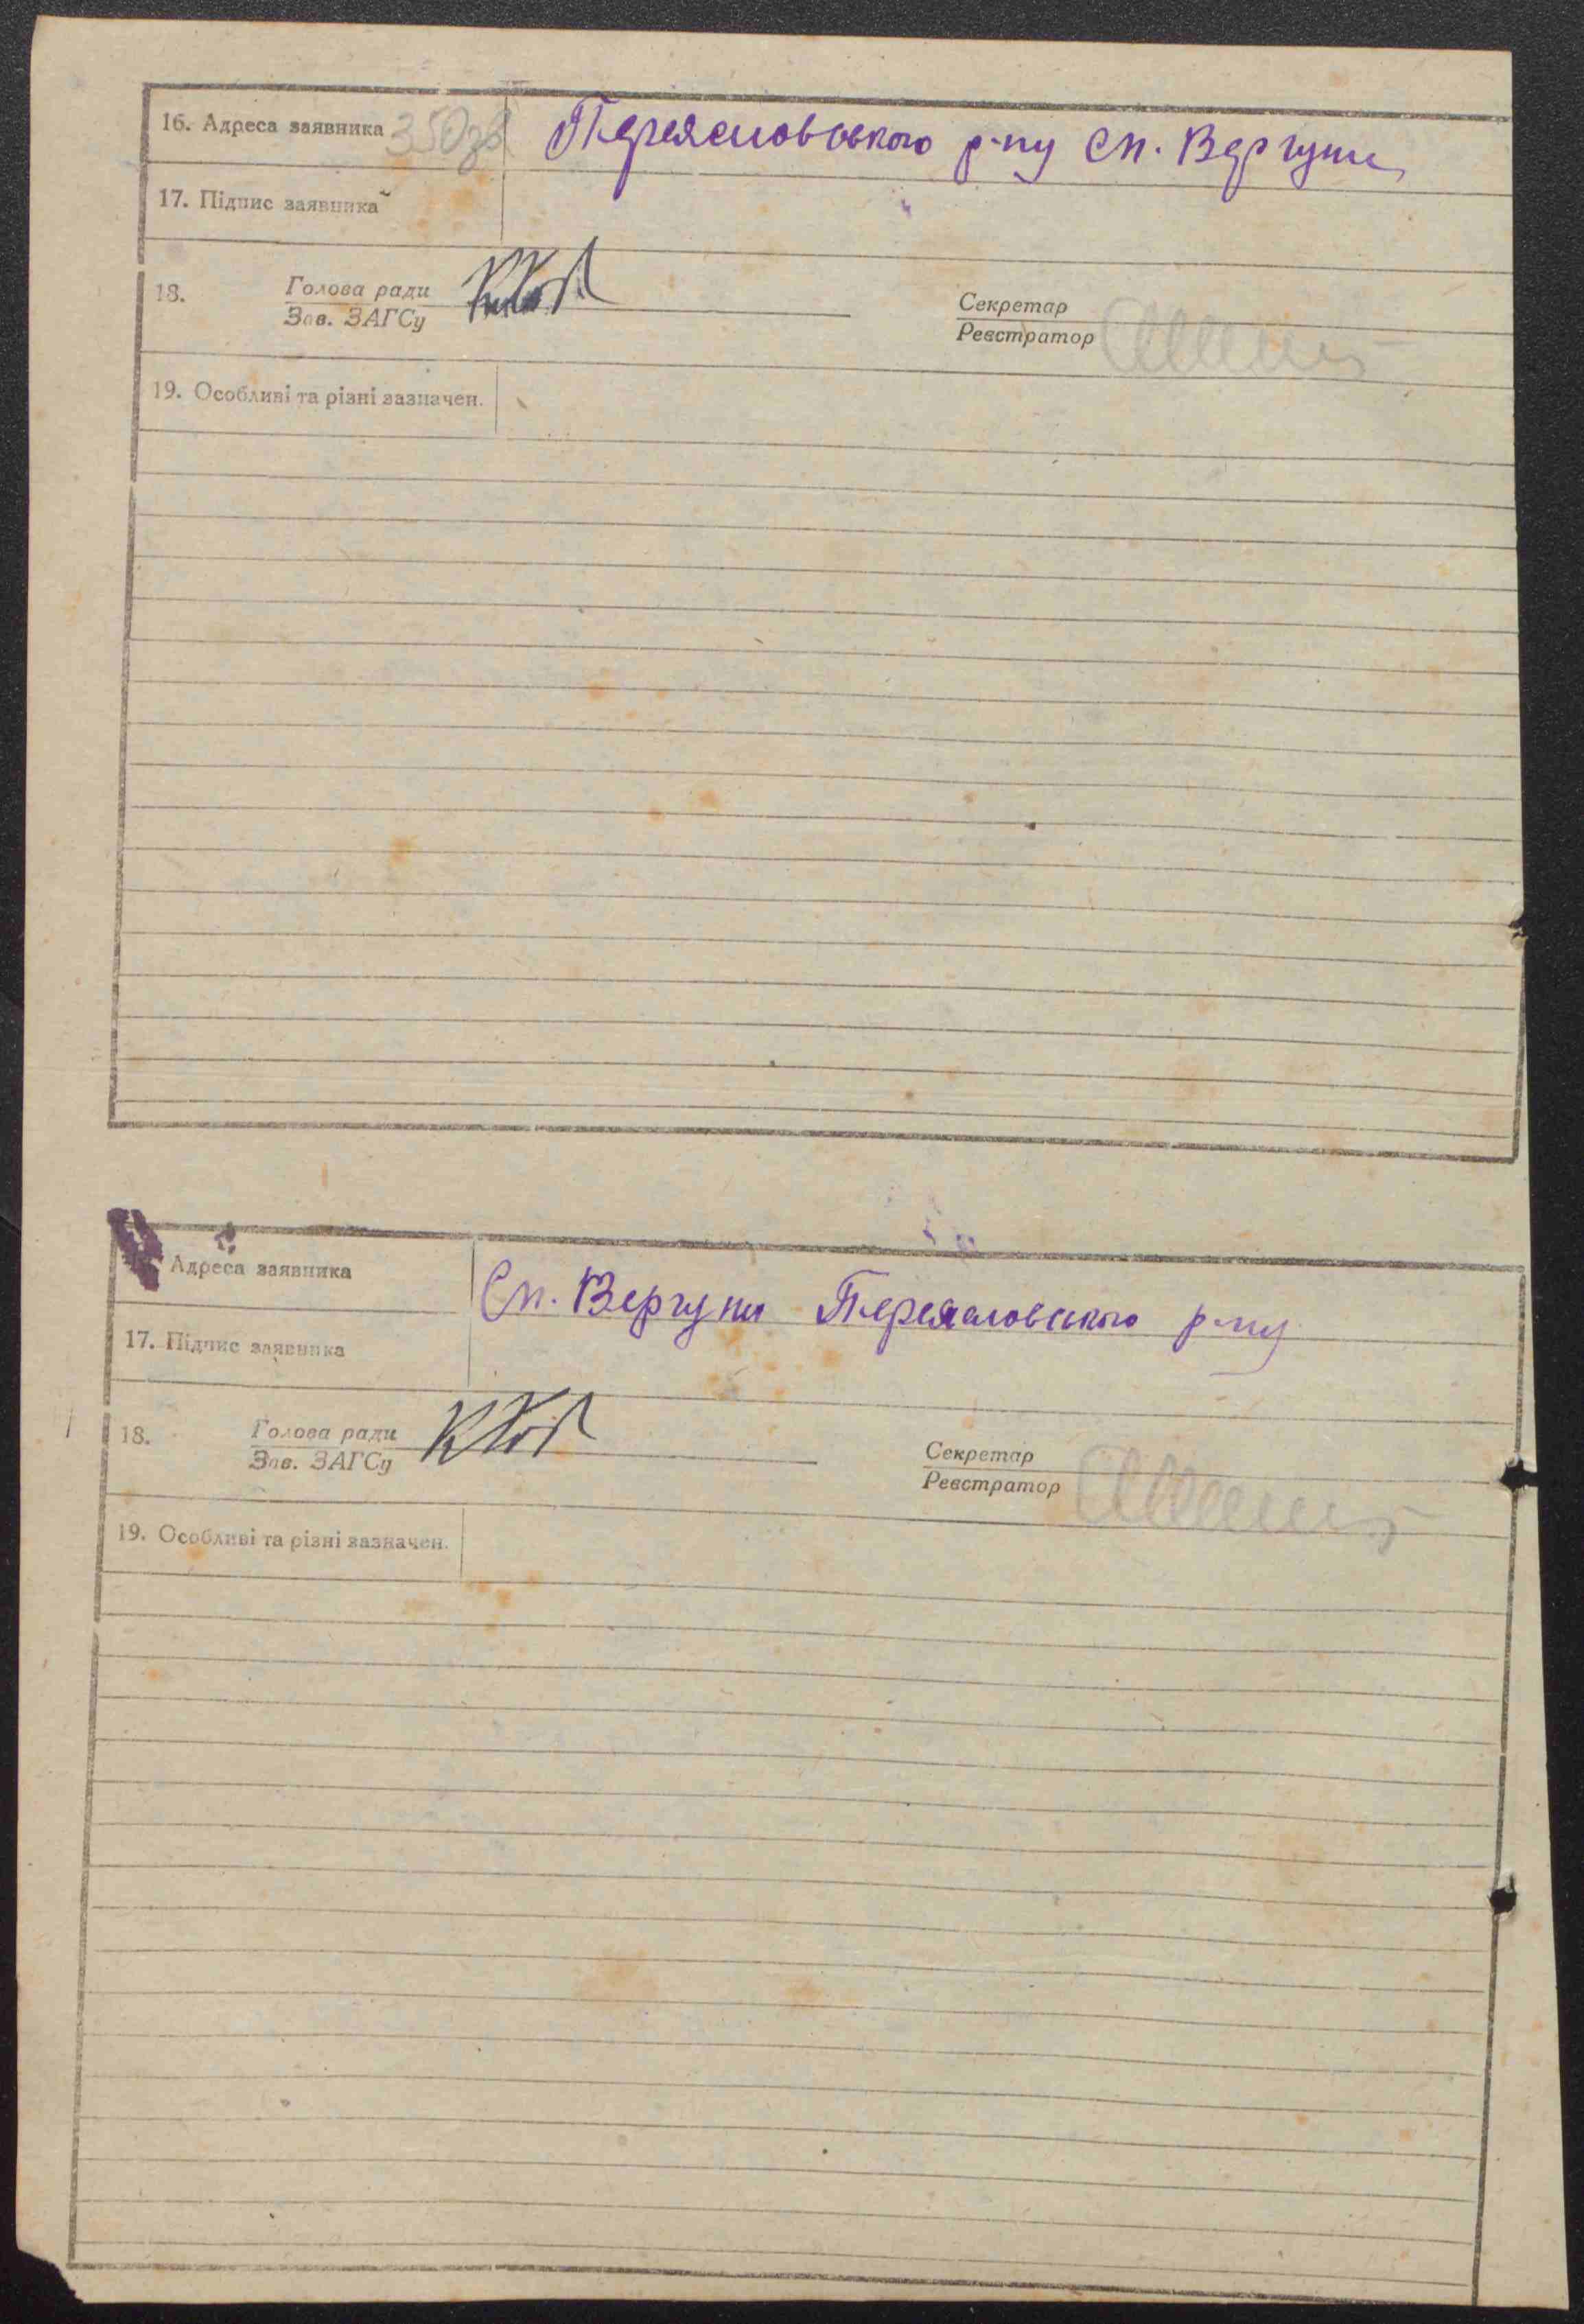 16. Адреса заявника 350зв Переяславського р-ну Сп. Вергуни
17. Підпис заявника
18. Голова ради
Зав. ЗАГСу
Секретар
Реєстратор
19. Особливі та різні зазначен.
Адреса заявника Сп. Вергуни Переяславського р-ну
17. Підпис заявника
18. Голова ради
Зав. ЗАГСу
Секретар
Реєстратор
19. Особливі та різні зазначен.